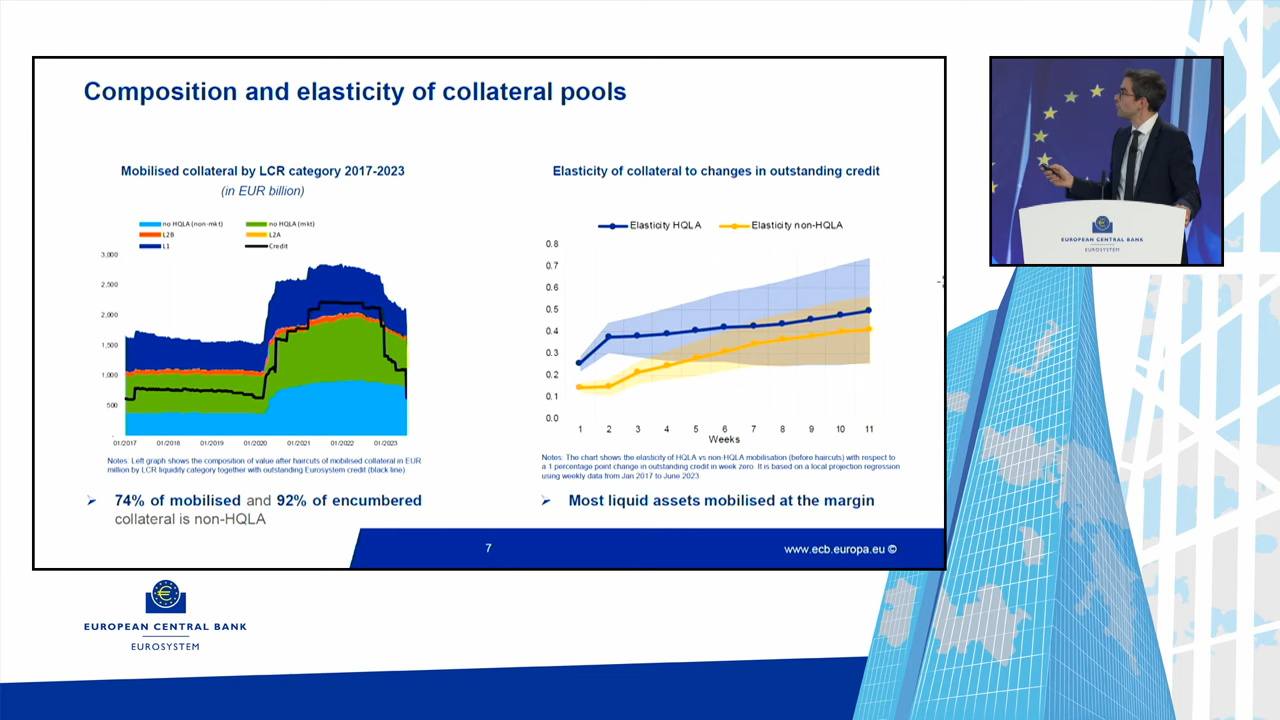 Composition and elasticity of collateral pools
Mobilised collateral by LCR category 2017-2023
(in EUR billion)
no HQLA (non-mkt)
no HQLA (mkt)
L2B
L2A
L1
Credit
3,000
2,500
2,000
1,500
1,000
500
-
01/2017
01/2018
01/2019
01/2020
01/2021
01/2022
01/2023
Notes: Left graph shows the composition of value after haircuts of mobilised collateral in EUR
million by LCR liquidity category together with outstanding Eurosystem credit (black line).
74% of mobilised and 92% of encumbered
collateral is non-HQLA
Elasticity of collateral to changes in outstanding credit
Elasticity HQLA
Elasticity non-HQLA
0.8
0.7
0.6
0.5
0.4
0.3
0.2
0.1
0.0
1 2 3 4 5 6 7 8 9 10 11
Weeks
Notes: The chart shows the elasticity of HQLA vs non-HQLA mobilisation (before haircuts) with respect to
a 1 percentage point change in outstanding credit in week zero. It is based on a local projection regression
using weekly data from Jan 2017 to June 2023.
Most liquid assets mobilised at the margin
7
www.ecb.europa.eu ©
EUROPEAN CENTRAL BANK
EUROSYSTEM
EUROPEAN CENTRAL BANK
EUROSYSTEM